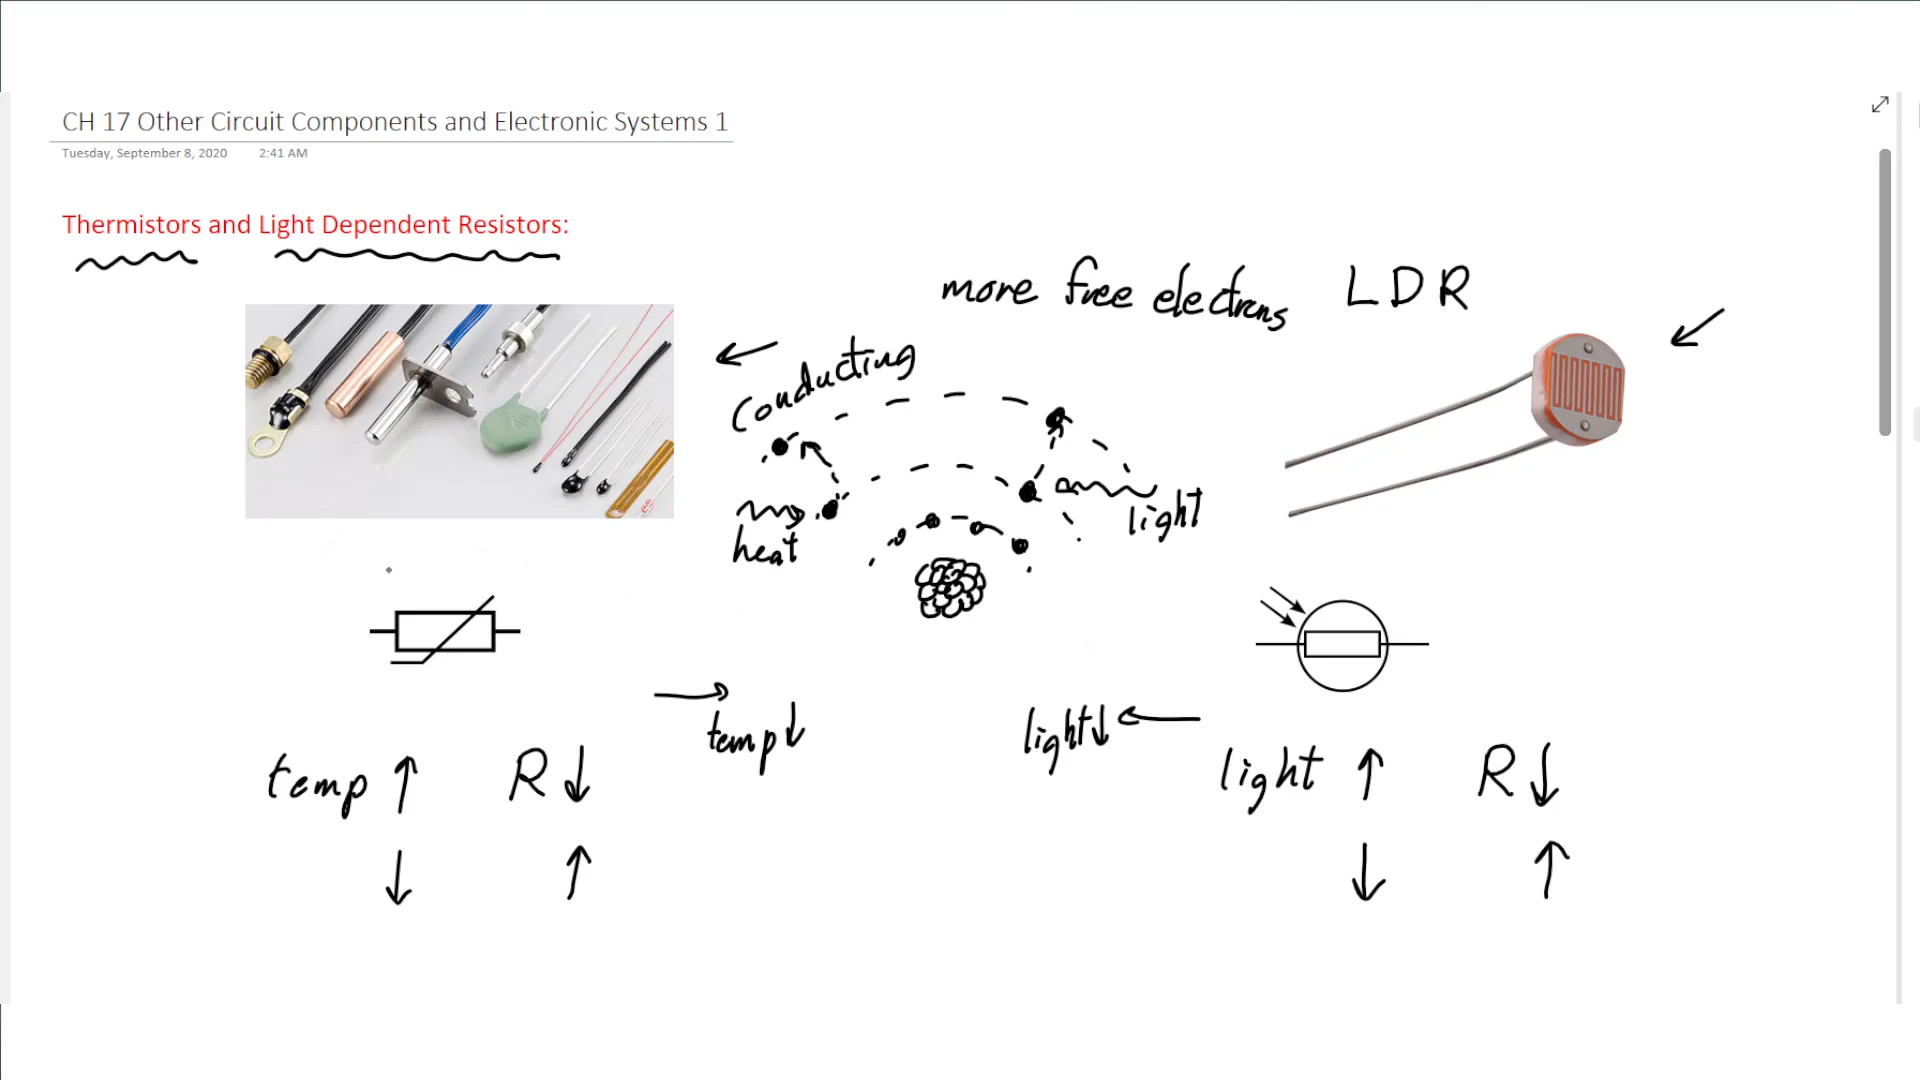 CH 17 Other Circuit Components and Electronic Systems 1
Tuesday, September 8, 2020 2:41 AM
Thermistors and Light Dependent Resistors:
more free electrons LDR
Conducting
heat
light
temp↓
light↓
temp ↑ R↓
↓ ↑
light ↑ R↓
↓ ↑